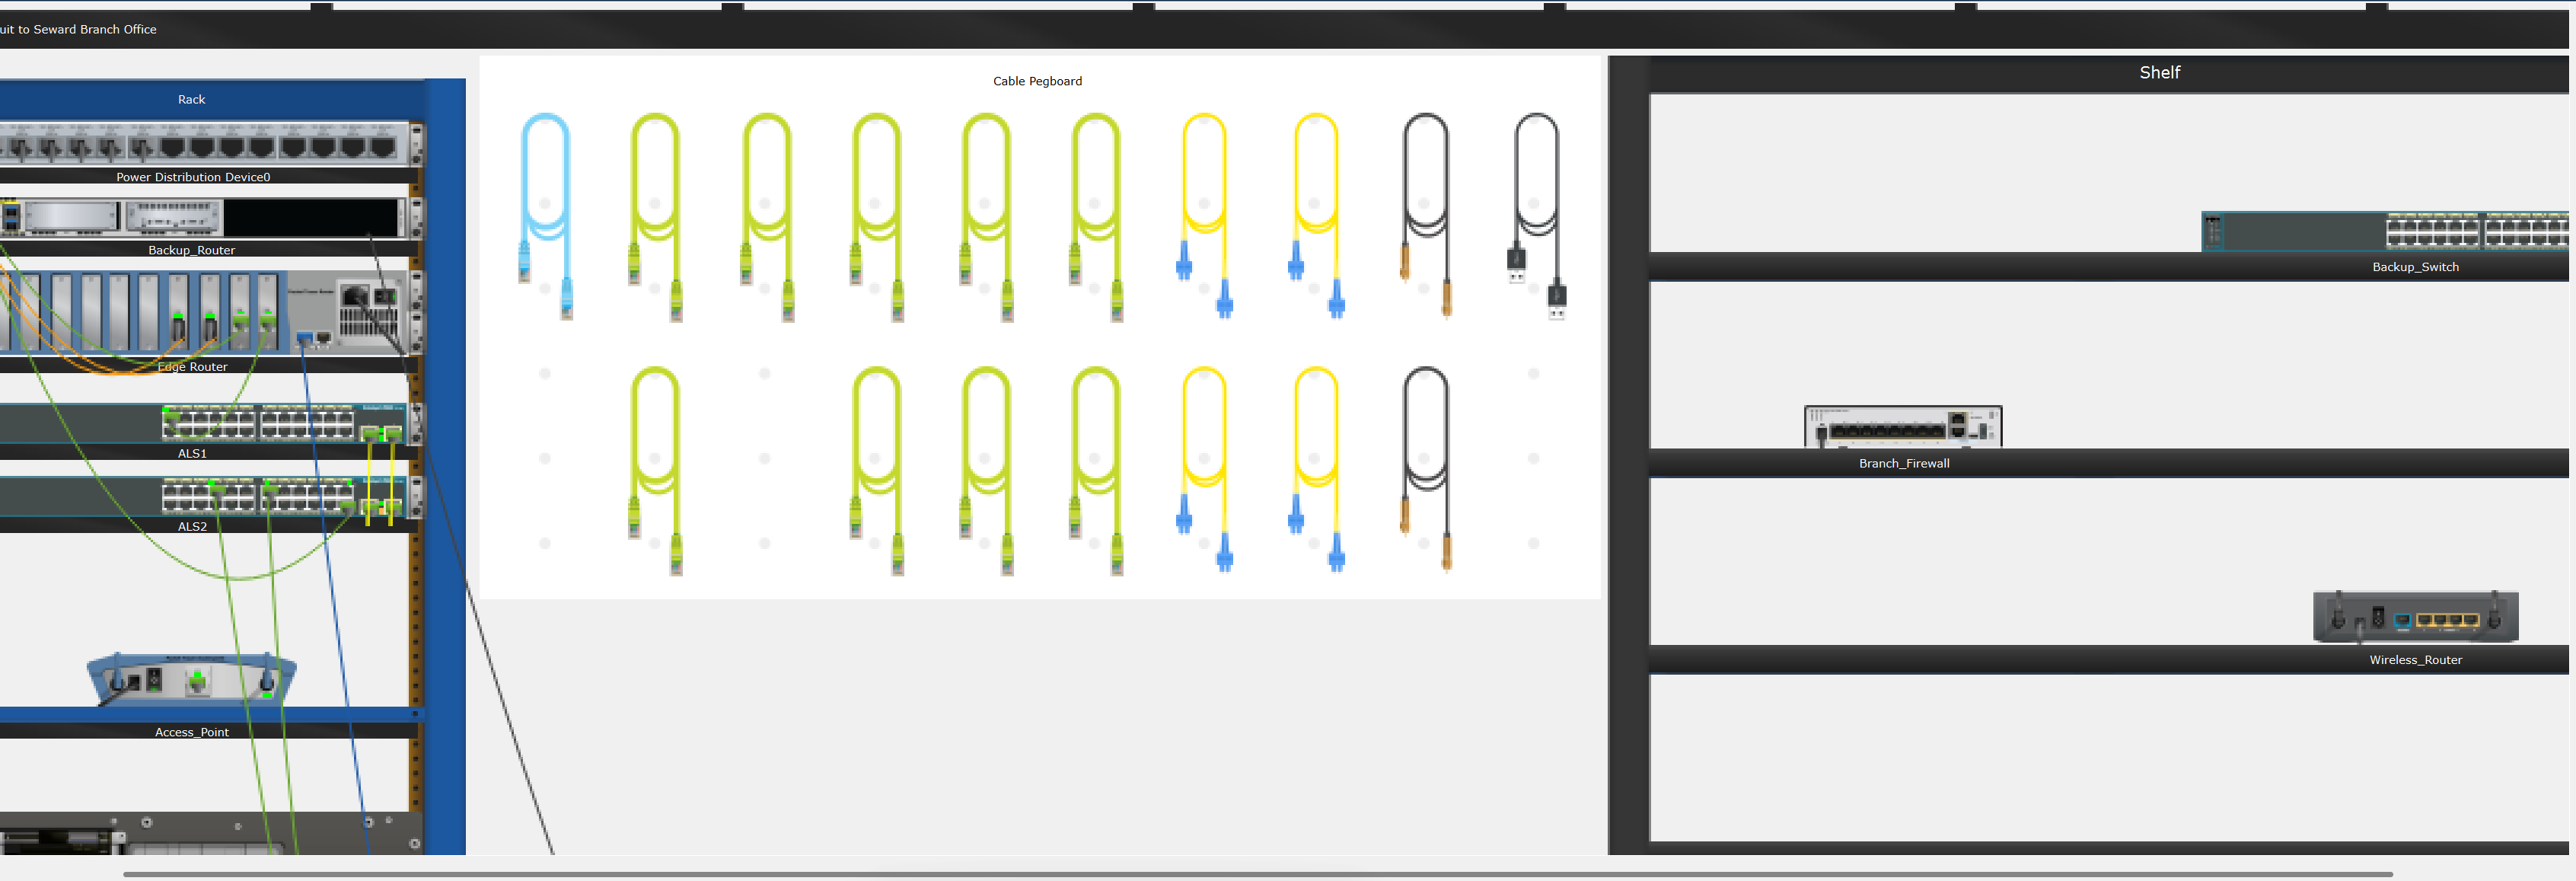 uit to Seward Branch Office
Rack
Power Distribution Device0
Backup_Router
Edge Router
ALS1
ALS2
Access_Point
Cable Pegboard
Shelf
Backup_Switch
Branch_Firewall
Wireless_Router